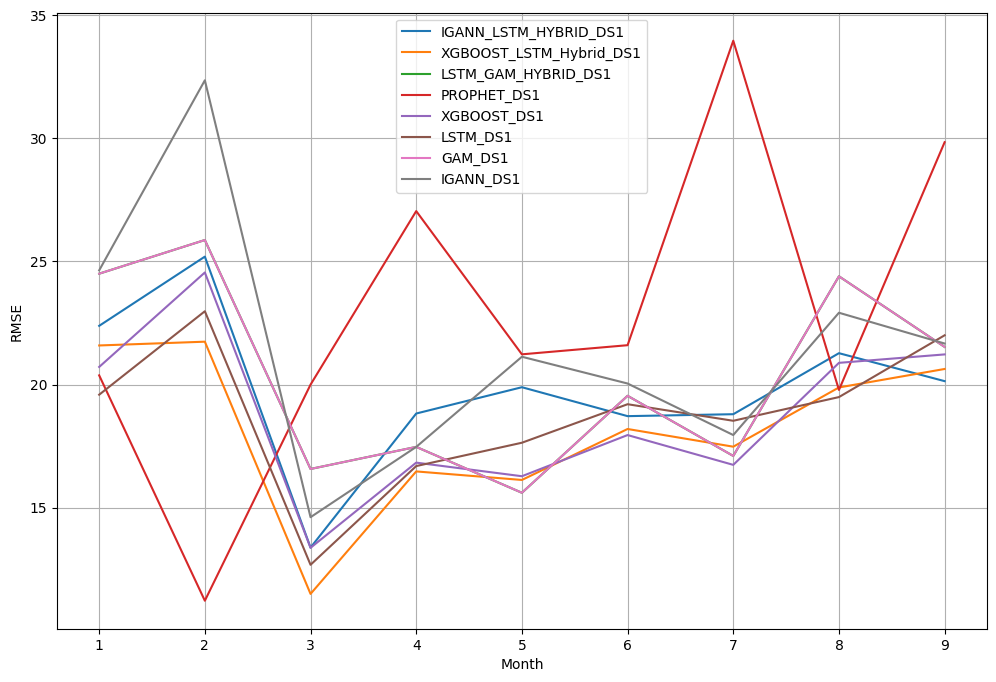 35
30
25
20
15
RMSE
IGANN_LSTM_HYBRID_DS1
XGBOOST_LSTM_Hybrid_DS1
LSTM_GAM_HYBRID_DS1
PROPHET_DS1
XGBOOST_DS1
LSTM_DS1
GAM_DS1
IGANN_DS1
1 2 3 4 5 6 7 8 9
Month